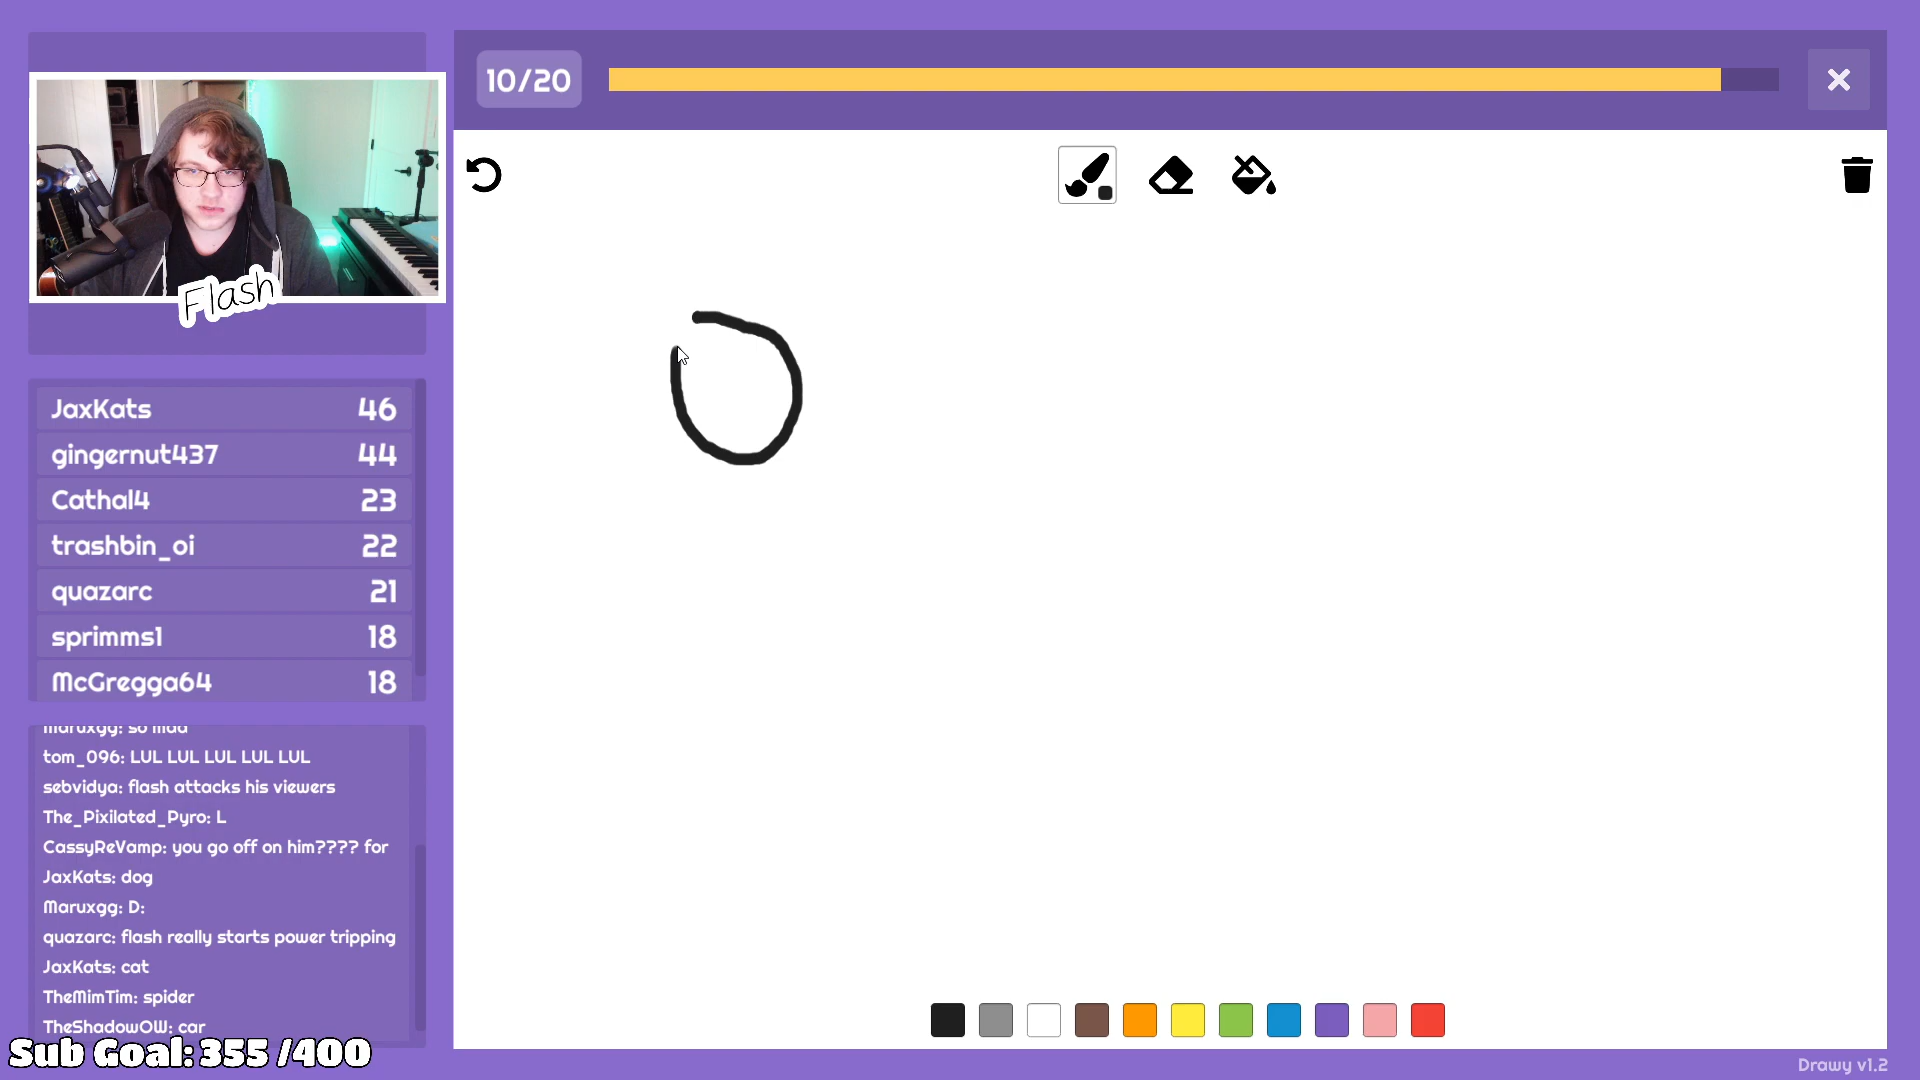 10/20
Flash
JaxKats 46
gingernut437 44
Cathal4 23
trashbin_oi 22
quazarc 21
sprimms1 18
McGregga64 18
Maruxgg: so mad
tom_096: LUL LUL LUL LUL LUL
sebvidya: flash attacks his viewers
The_Pixilated_Pyro: L
CassyReVamp: you go off on him???? for
JaxKats: dog
Maruxgg: D:
quazarc: flash really starts power tripping
JaxKats: cat
TheMimTim: spider
TheShadowOW: car
Sub Goal: 355 /400
Drawy v1.2